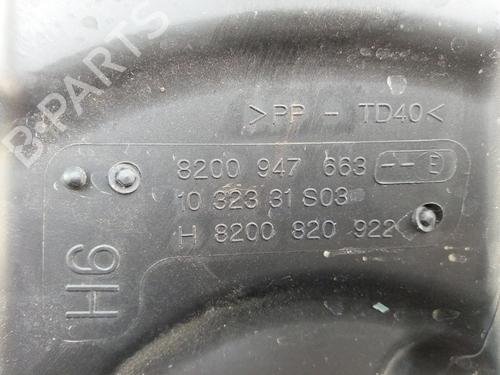 >PP - TD40<
8200 947 663 -- E
10 323 31 S03
H 8200 820 922
H6
B-PARTS